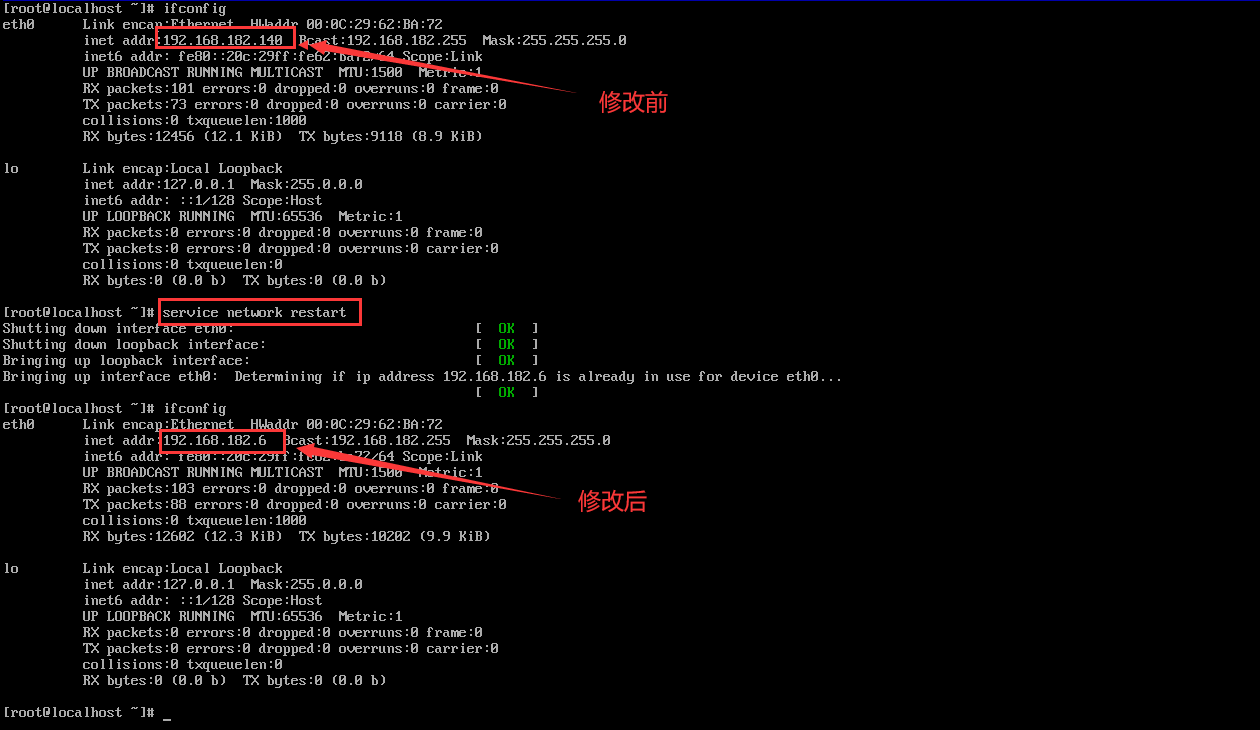 [root@localhost ~]# ifconfig
eth0 Link encap:Ethernet HWaddr 00:0C:29:62:BA:72
inet addr:192.168.182.140 Bcast:192.168.182.255 Mask:255.255.255.0
inet6 addr: fe80::20c:29ff:fe62:ba72/64 Scope:Link
UP BROADCAST RUNNING MULTICAST MTU:1500 Metric:1
RX packets:101 errors:0 dropped:0 overruns:0 frame:0
修改前
TX packets:73 errors:0 dropped:0 overruns:0 carrier:0
collisions:0 txqueuelen:1000
RX bytes:12456 (12.1 KiB) TX bytes:9118 (8.9 KiB)
lo Link encap:Local Loopback
inet addr:127.0.0.1 Mask:255.0.0.0
inet6 addr: ::1/128 Scope:Host
UP LOOPBACK RUNNING MTU:65536 Metric:1
RX packets:0 errors:0 dropped:0 overruns:0 frame:0
TX packets:0 errors:0 dropped:0 overruns:0 carrier:0
collisions:0 txqueuelen:0
RX bytes:0 (0.0 b) TX bytes:0 (0.0 b)
[root@localhost ~]# service network restart
Shutting down interface eth0: [ OK ]
Shutting down loopback interface: [ OK ]
Bringing up loopback interface: [ OK ]
Bringing up interface eth0: Determining if ip address 192.168.182.6 is already in use for device eth0...
[ OK ]
[root@localhost ~]# ifconfig
eth0 Link encap:Ethernet HWaddr 00:0C:29:62:BA:72
inet addr:192.168.182.6 Bcast:192.168.182.255 Mask:255.255.255.0
inet6 addr: fe80::20c:29ff:fe62:ba72/64 Scope:Link
UP BROADCAST RUNNING MULTICAST MTU:1500 Metric:1
RX packets:103 errors:0 dropped:0 overruns:0 frame:0
TX packets:88 errors:0 dropped:0 overruns:0 carrier:0
修改后
collisions:0 txqueuelen:1000
RX bytes:12602 (12.3 KiB) TX bytes:10202 (9.9 KiB)
lo Link encap:Local Loopback
inet addr:127.0.0.1 Mask:255.0.0.0
inet6 addr: ::1/128 Scope:Host
UP LOOPBACK RUNNING MTU:65536 Metric:1
RX packets:0 errors:0 dropped:0 overruns:0 frame:0
TX packets:0 errors:0 dropped:0 overruns:0 carrier:0
collisions:0 txqueuelen:0
RX bytes:0 (0.0 b) TX bytes:0 (0.0 b)
[root@localhost ~]# _